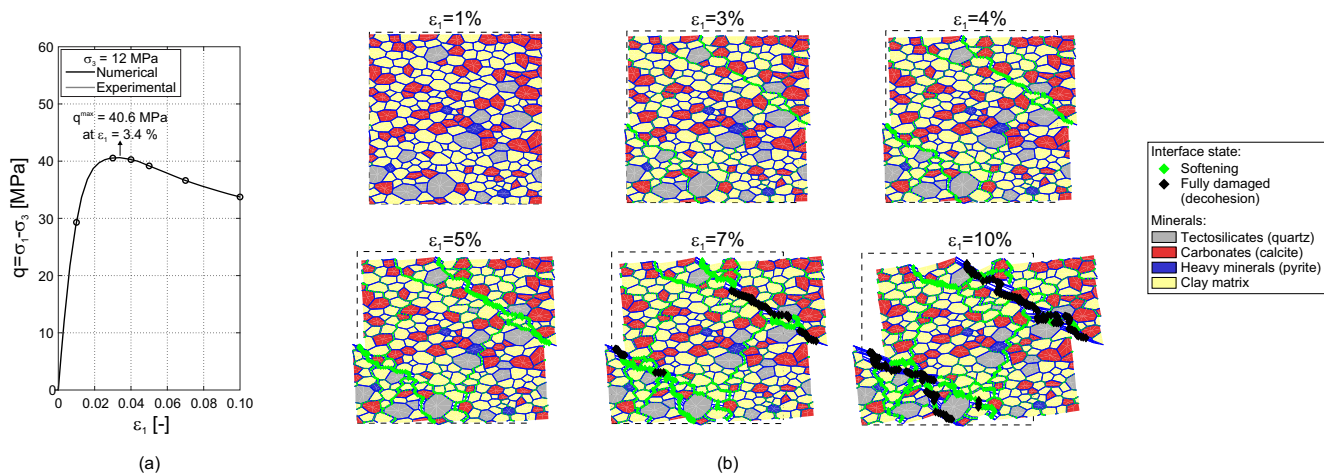 60
50
40
30
20
10
0
σ3 = 12 MPa
Numerical
Experimental
q^max = 40.6 MPa
at ε1 = 3.4 %
0 0.02 0.04 0.06 0.08 0.10
ε1 [-]
q=σ1-σ3 [MPa]
(a)
ε1=1%
ε1=3%
ε1=4%
ε1=5%
ε1=7%
ε1=10%
(b)
Interface state:
Softening
Fully damaged
(decohesion)
Minerals:
Tectosilicates (quartz)
Carbonates (calcite)
Heavy minerals (pyrite)
Clay matrix